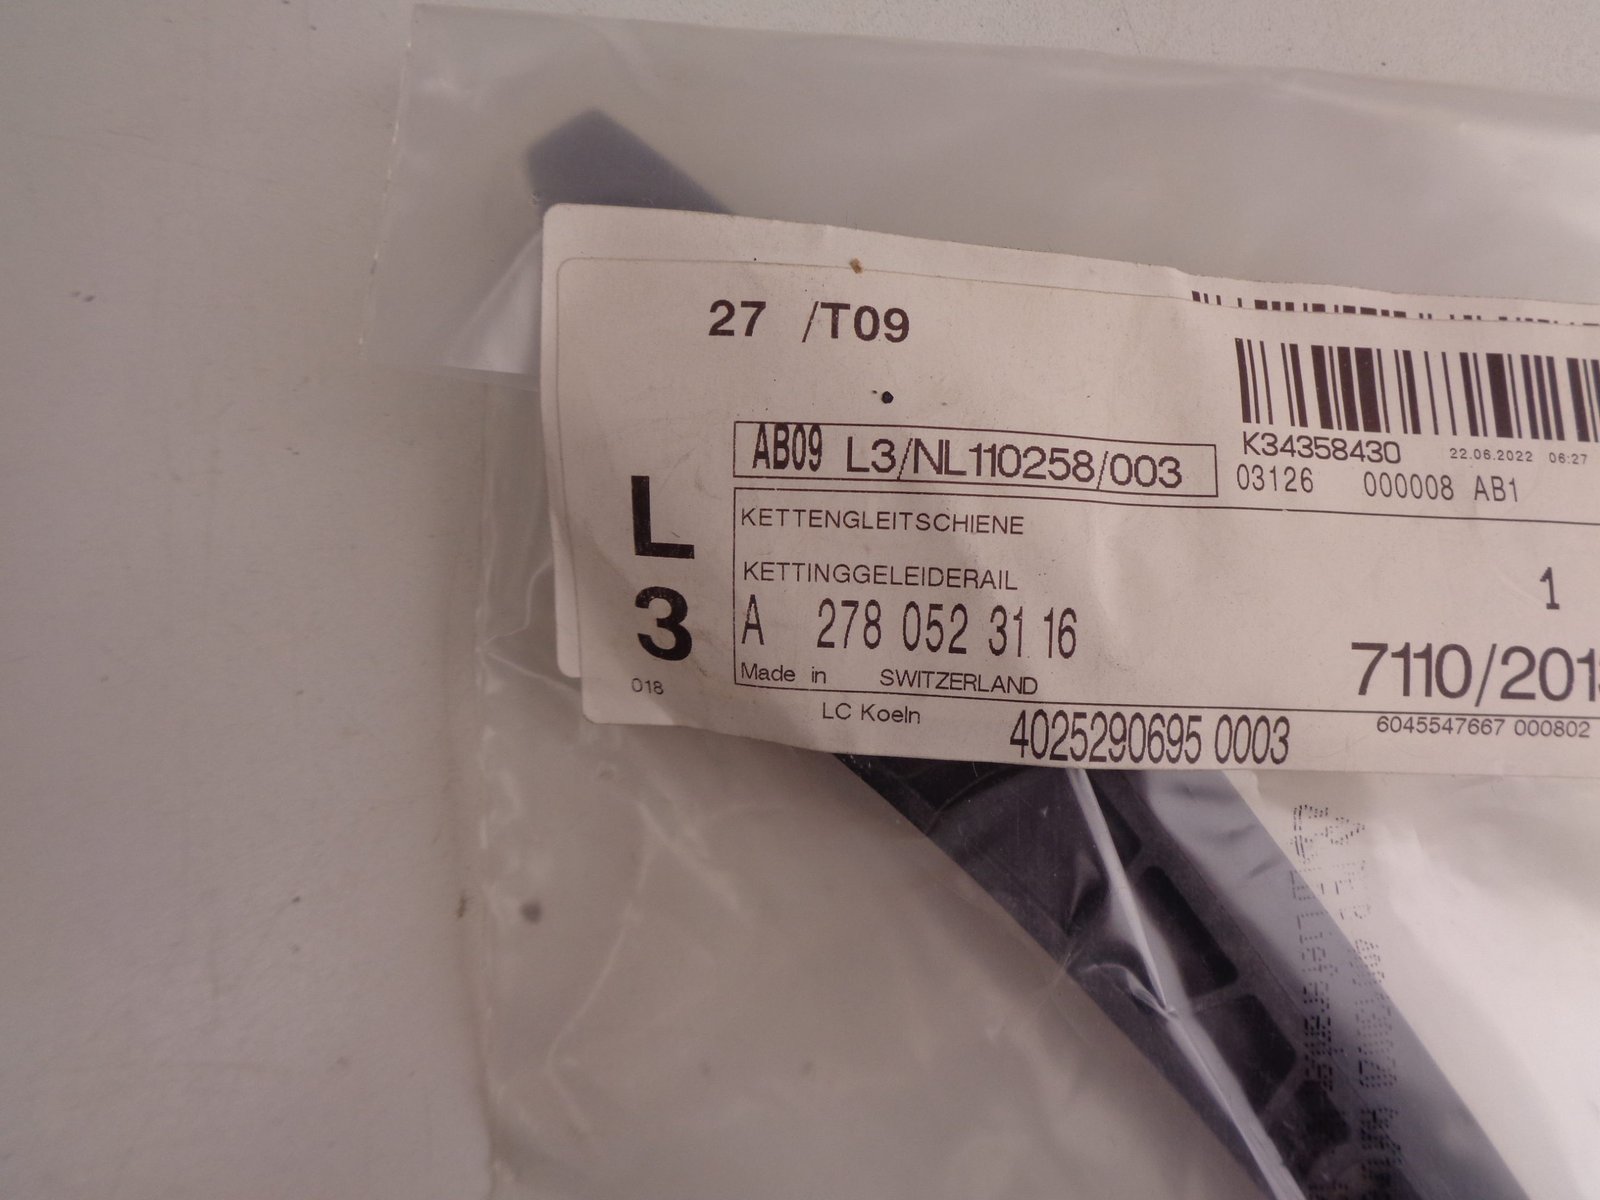 27 /T09
AB09 L3/NL110258/003
K34358430 22.06.2022 06:27
03126 000008 AB1
L
3
018
KETTENGLEITSCHIENE
KETTINGGELEIDERAIL
1
A 278 052 31 16
7110/201
Made in SWITZERLAND
LC Koeln
4025290695 0003
6045547667 000802